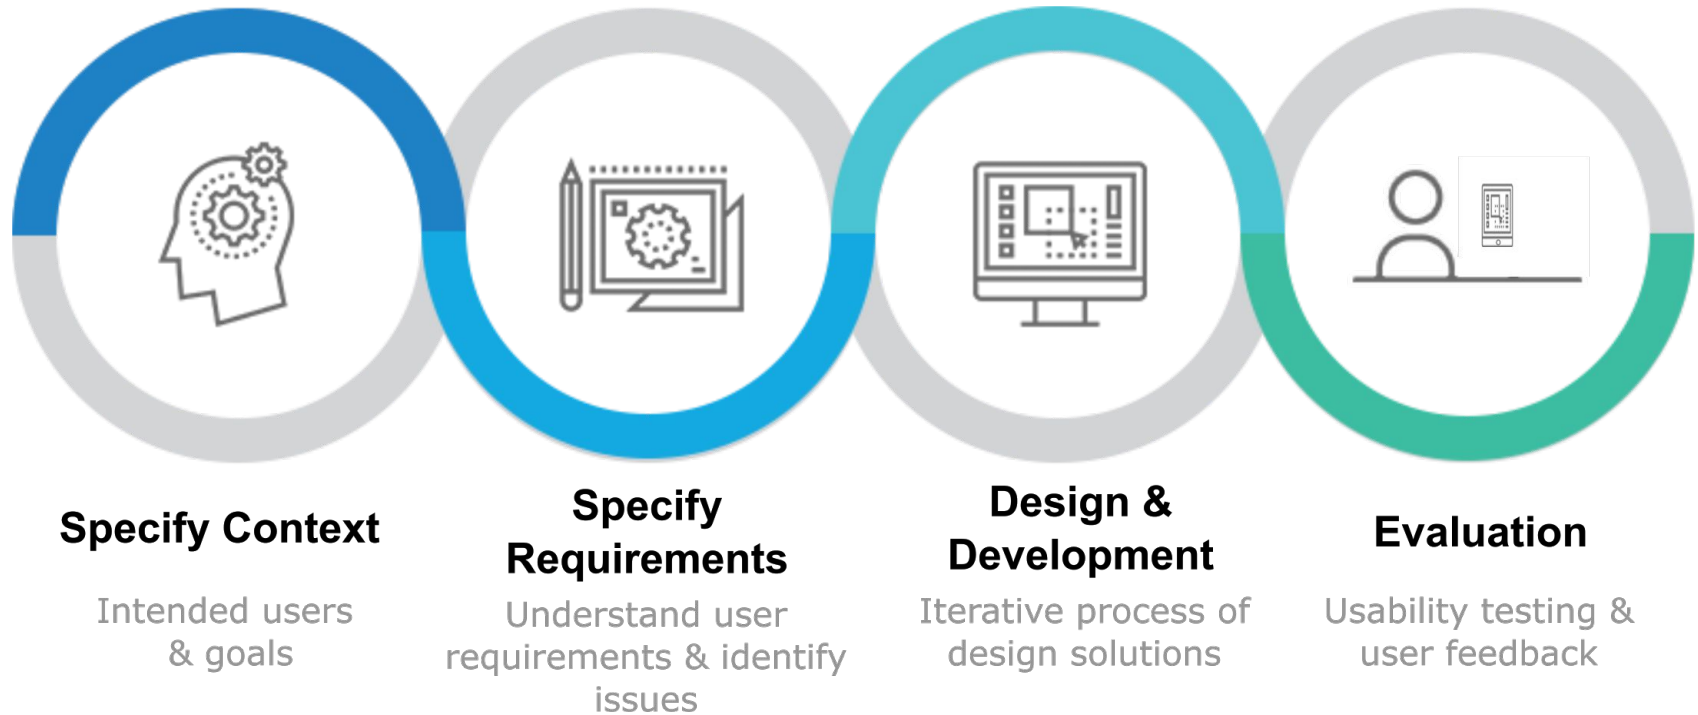 Specify Context
Intended users
& goals
Specify
Requirements
Understand user
requirements & identify
issues
Design &
Development
Iterative process of
design solutions
Evaluation
Usability testing &
user feedback